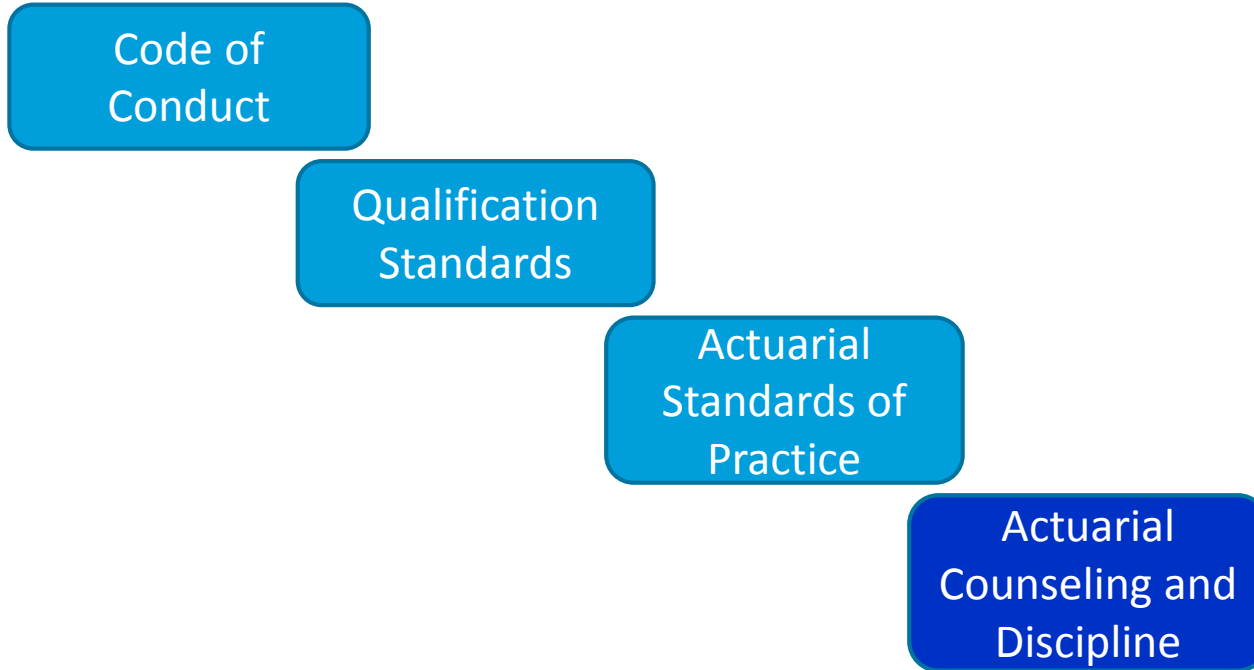 Code of
Conduct
Qualification
Standards
Actuarial
Standards of
Practice
Actuarial
Counseling and
Discipline